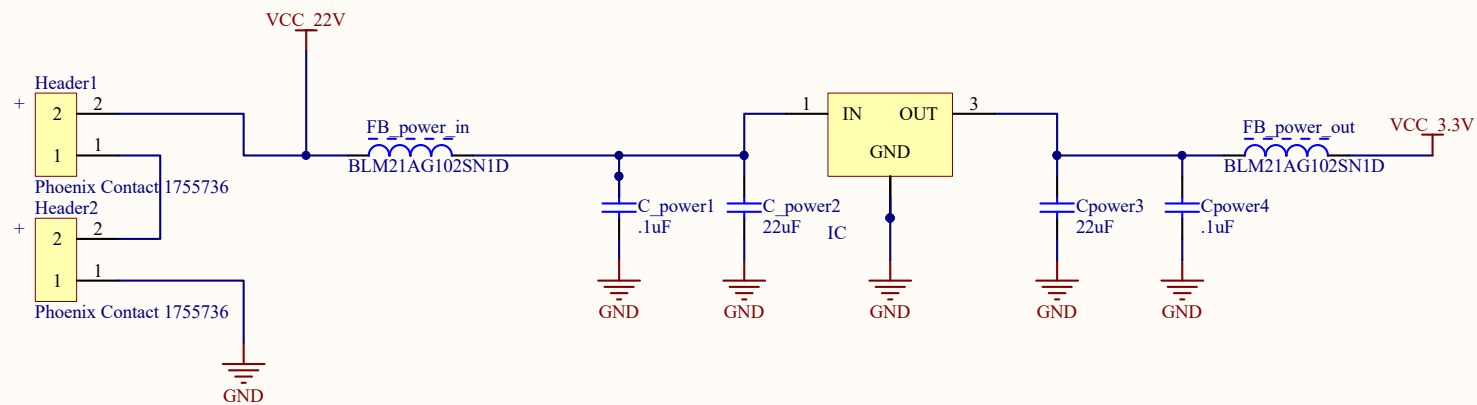 VCC_22V
Header1
+
2
2
1
1
Phoenix Contact 1755736
Header2
+
2
2
1
1
Phoenix Contact 1755736
GND
FB_power_in
BLM21AG102SN1D
C_power1
.1uF
GND
C_power2
22uF
GND
1
IN
OUT
3
GND
IC
GND
Cpower3
22uF
GND
Cpower4
.1uF
GND
FB_power_out
BLM21AG102SN1D
VCC_3.3V